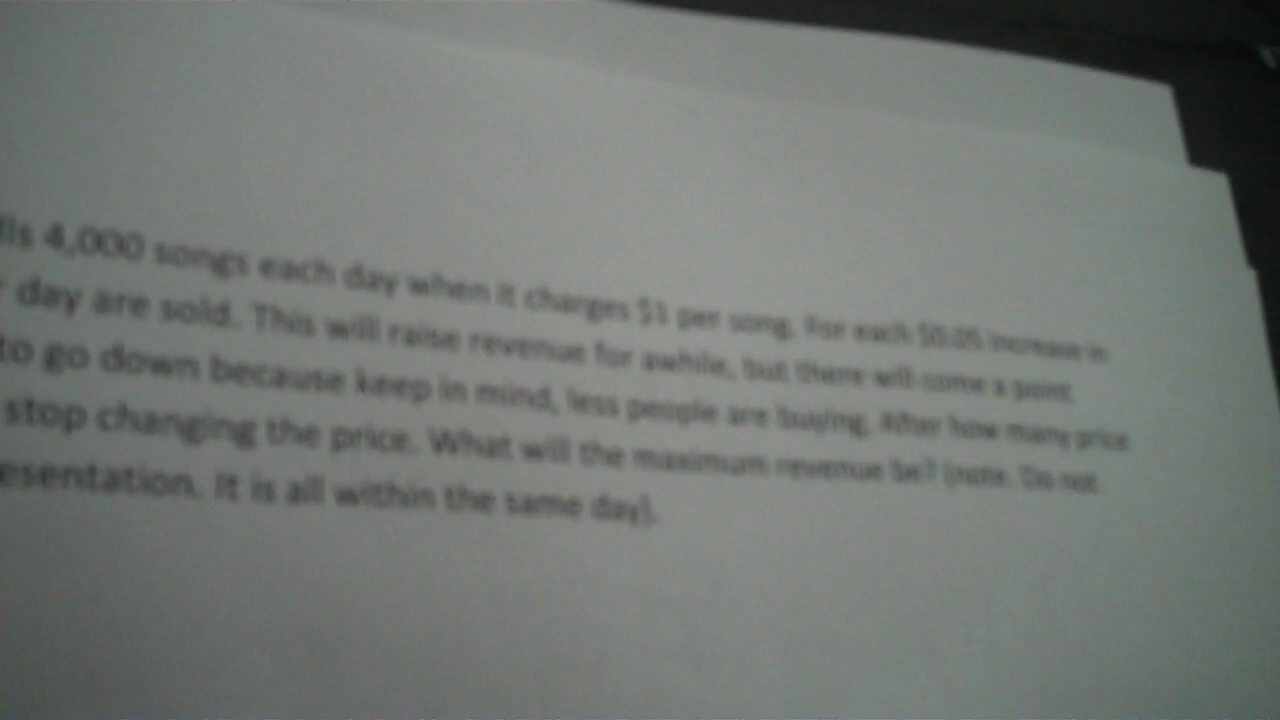 lls 4,000 songs each day when it charges $1 per song. For each $0.05 increase in
r day are sold. This will raise revenue for awhile, but there will come a point
to go down because keep in mind, less people are buying. After how many price
stop changing the price. What will the maximum revenue be? (note. Do not
esentation. It is all within the same day).